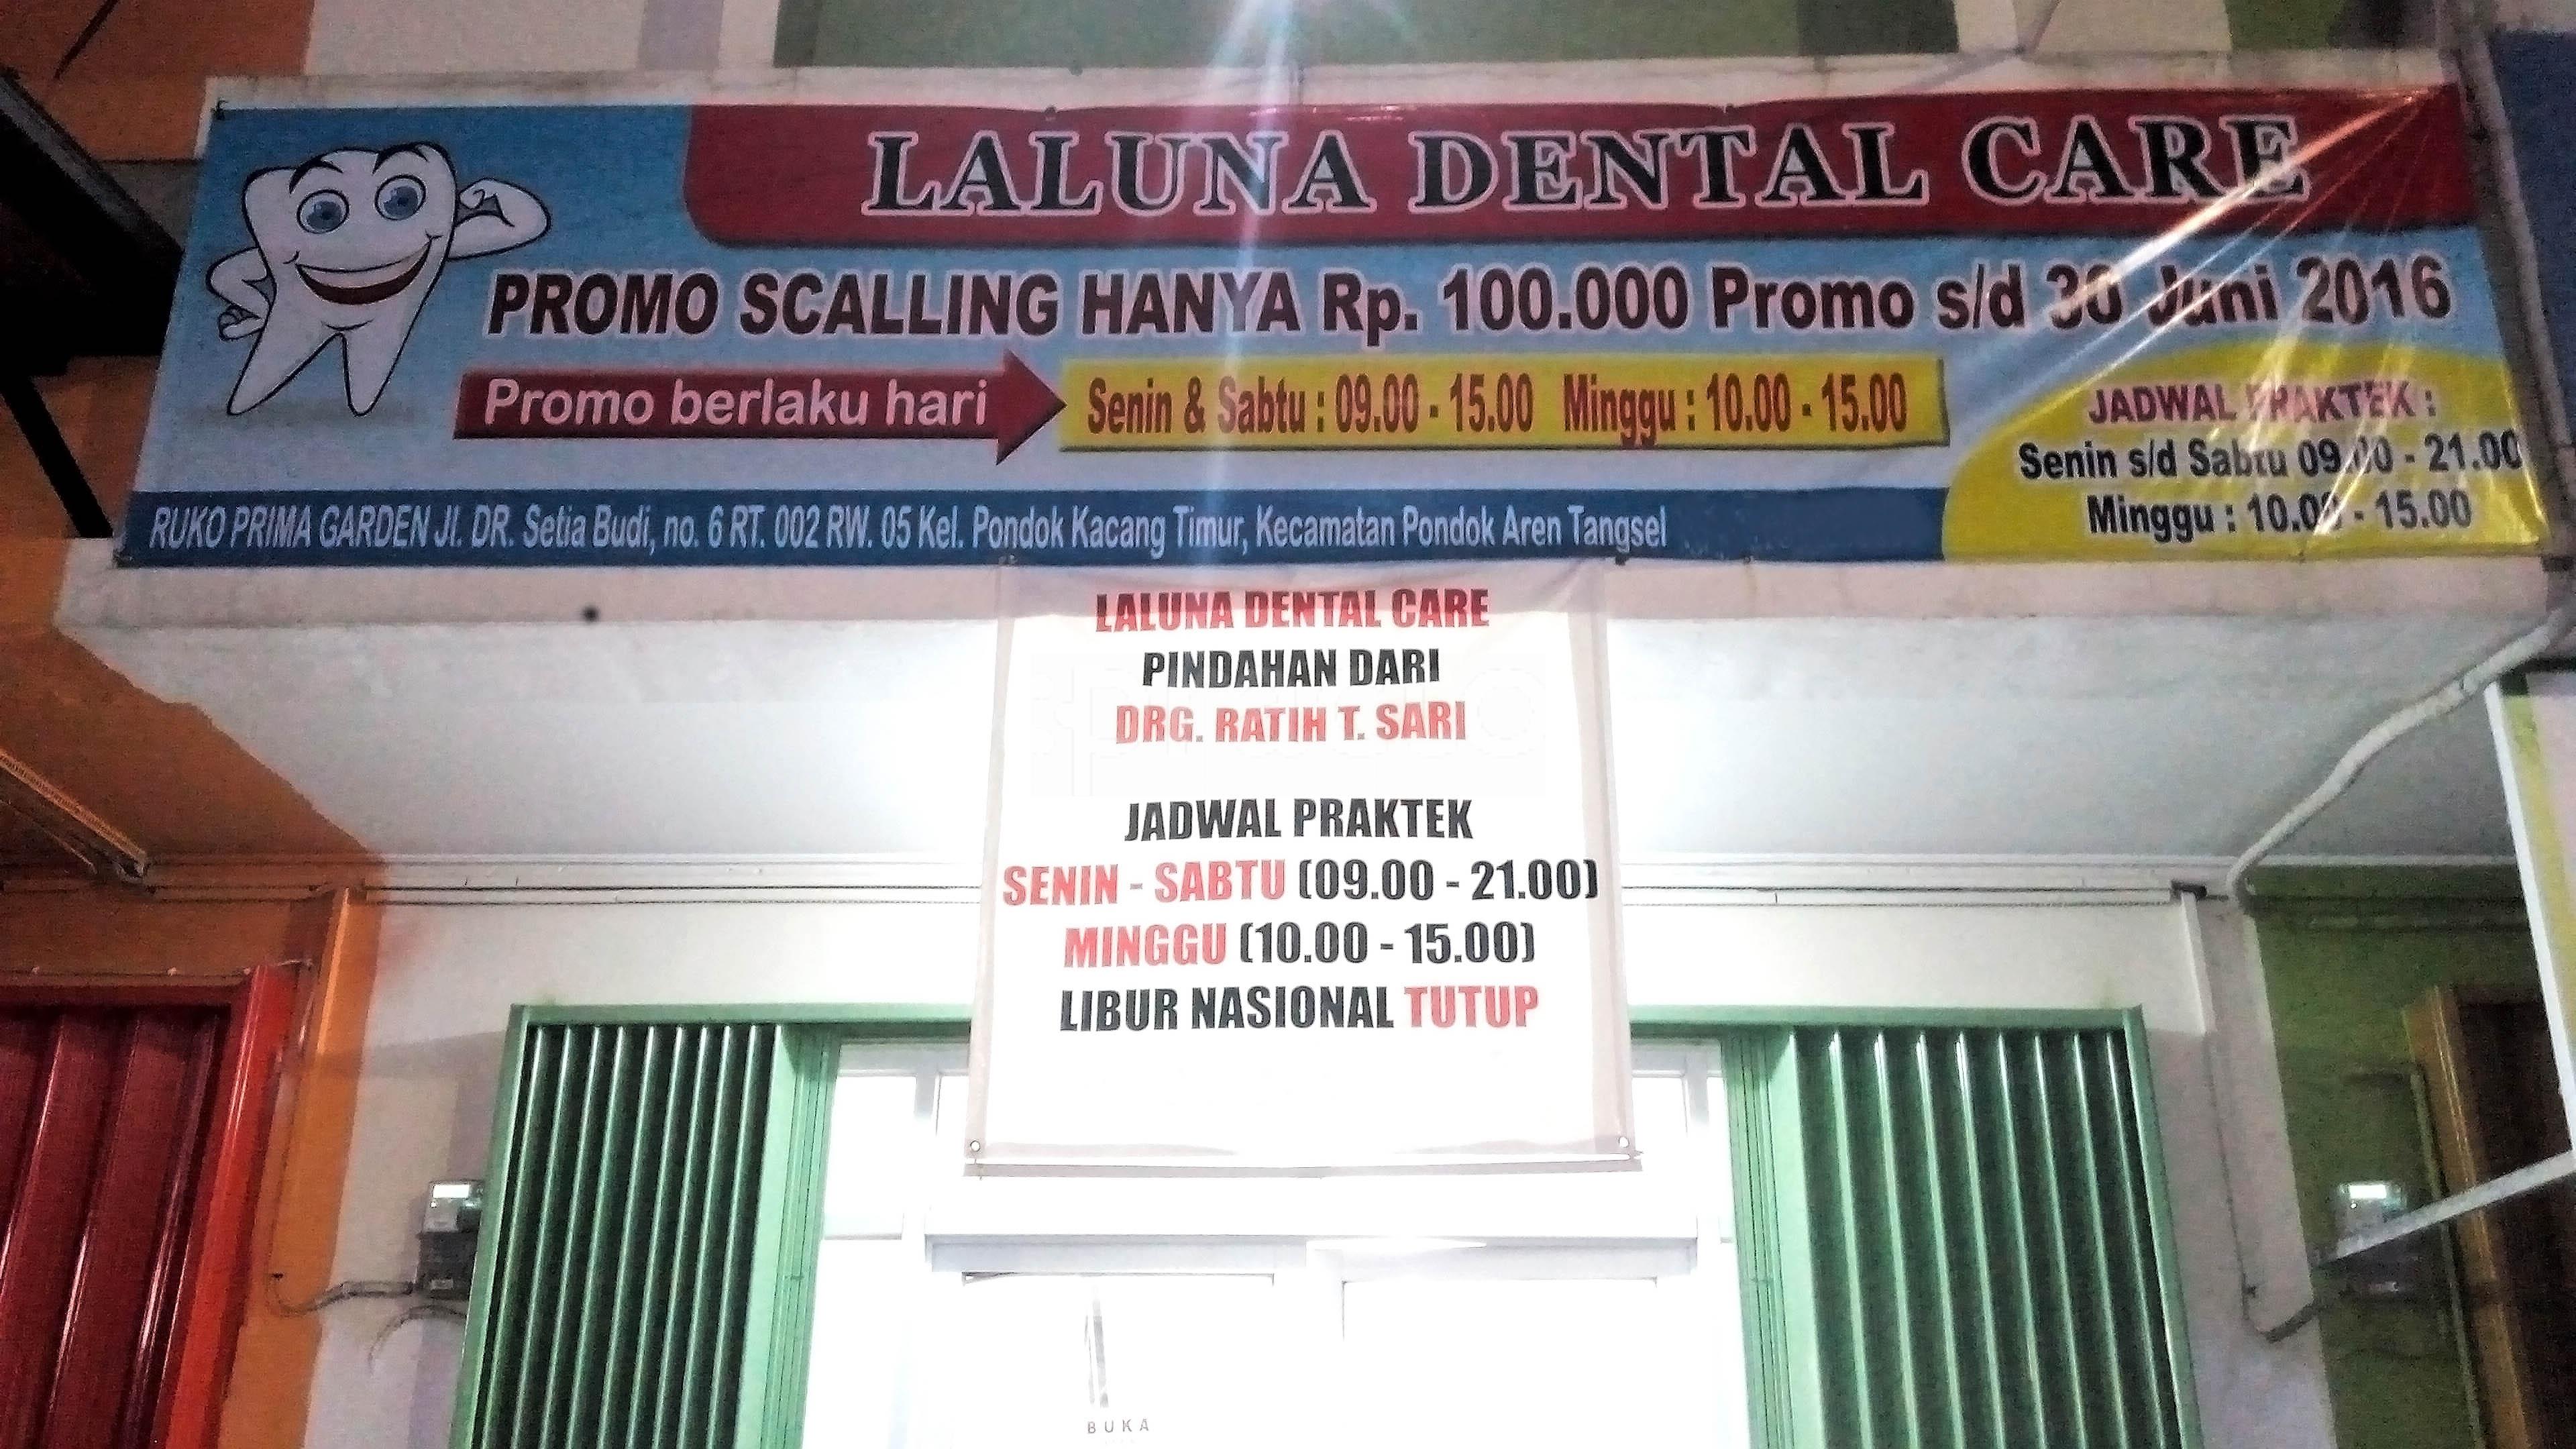 LALUNA DENTAL CARE
PROMO SCALLING HANYA Rp. 100.000 Promo s/d 30 Juni 2016
Promo berlaku hari
Senin & Sabtu : 09.00 - 15.00 Minggu : 10.00 - 15.00
JADWAL PRAKTEK :
Senin s/d Sabtu 09.00 - 21.00
Minggu : 10.00 - 15.00
RUKO PRIMA GARDEN Jl. DR. Setia Budi, no. 6 RT. 002 RW. 05 Kel. Pondok Kacang Timur, Kecamatan Pondok Aren Tangsel
LALUNA DENTAL CARE
PINDAHAN DARI
DRG. RATIH T. SARI
JADWAL PRAKTEK
SENIN - SABTU (09.00 - 21.00)
MINGGU (10.00 - 15.00)
LIBUR NASIONAL TUTUP
BUKA